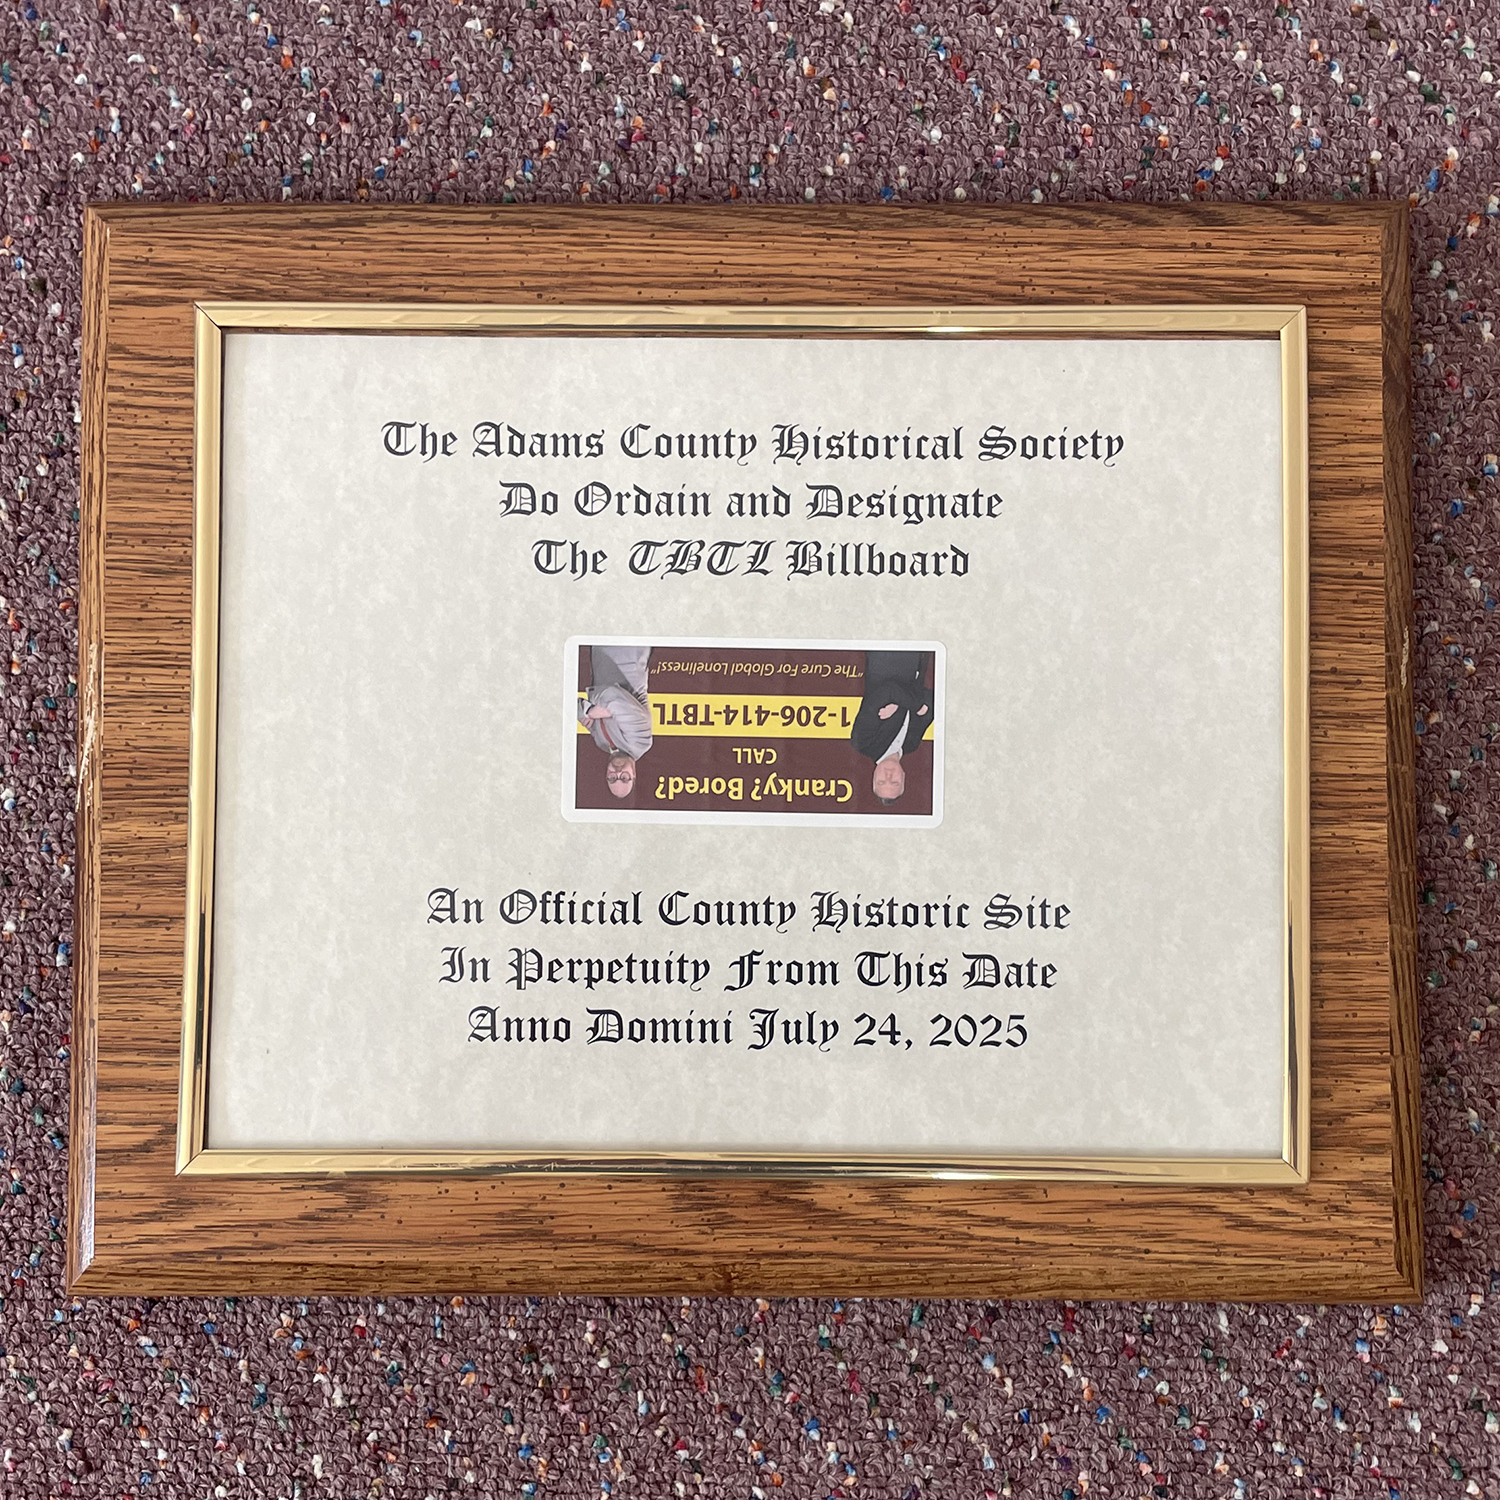 The Adams County Historical Society
Do Ordain and Designate
The TBTL Billboard
Cranky? Bored?
CALL
1-206-414-TBTL
"The Cure For Global Loneliness!"
An Official County Historic Site
In Perpetuity From This Date
Anno Domini July 24, 2025